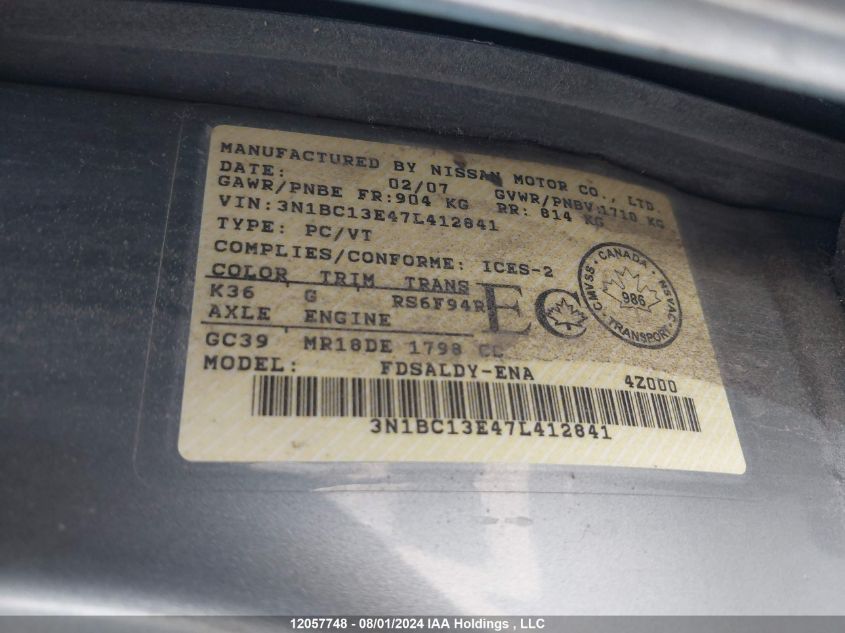 MANUFACTURED BY NISSAN MOTOR CO., LTD.
DATE: 02/07 GVWR/PNBV:1710 KG
GAWR/PNBE FR:904 KG RR: 814 KG
VIN:3N1BC13E47L412841
TYPE: PC/VT
COMPLIES/CONFORME: ICES-2
COLOR TRIM TRANS
K36 G RS6F94R
EC
CMVSS · CANADA · NSVAC · TRANSPORT ·
986
AXLE ENGINE
GC39 MR18DE 1798 CC
MODEL: FDSALDY-ENA 4Z000
3N1BC13E47L412841
12057748 - 08/01/2024 IAA Holdings , LLC